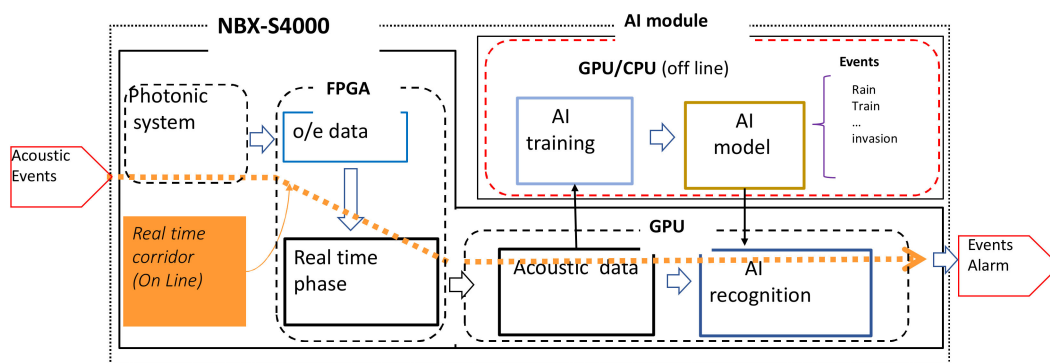 NBX-S4000
AI module
Photonic
system
FPGA
o/e data
GPU/CPU (off line)
AI
training
AI
model
Events
Rain
Train
...
invasion
Acoustic
Events
Real time
corridor
(On Line)
Real time
phase
GPU
Acoustic data
AI
recognition
Events
Alarm